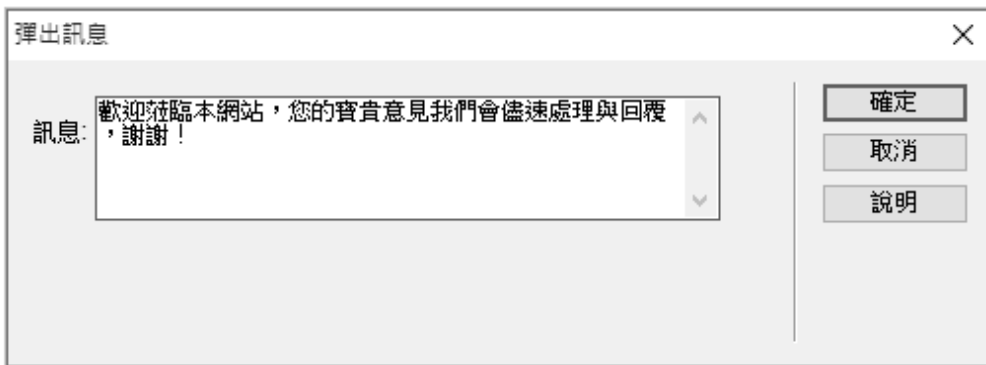 彈出訊息
訊息:
歡迎蒞臨本網站，您的寶貴意見我們會儘速處理與回覆
，謝謝！
確定
取消
說明